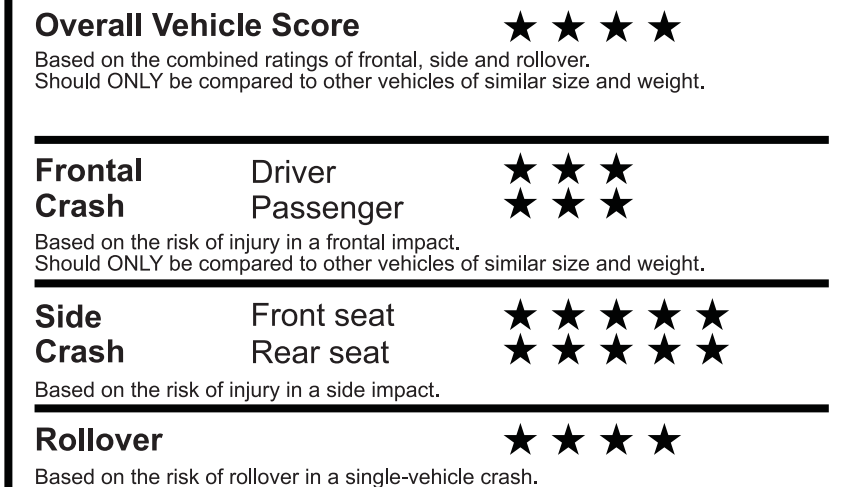 Overall Vehicle Score ★ ★ ★ ★
Based on the combined ratings of frontal, side and rollover.
Should ONLY be compared to other vehicles of similar size and weight.
Frontal Driver ★ ★ ★
Crash Passenger ★ ★ ★
Based on the risk of injury in a frontal impact.
Should ONLY be compared to other vehicles of similar size and weight.
Side Front seat ★ ★ ★ ★ ★
Crash Rear seat ★ ★ ★ ★ ★
Based on the risk of injury in a side impact.
Rollover ★ ★ ★ ★
Based on the risk of rollover in a single-vehicle crash.